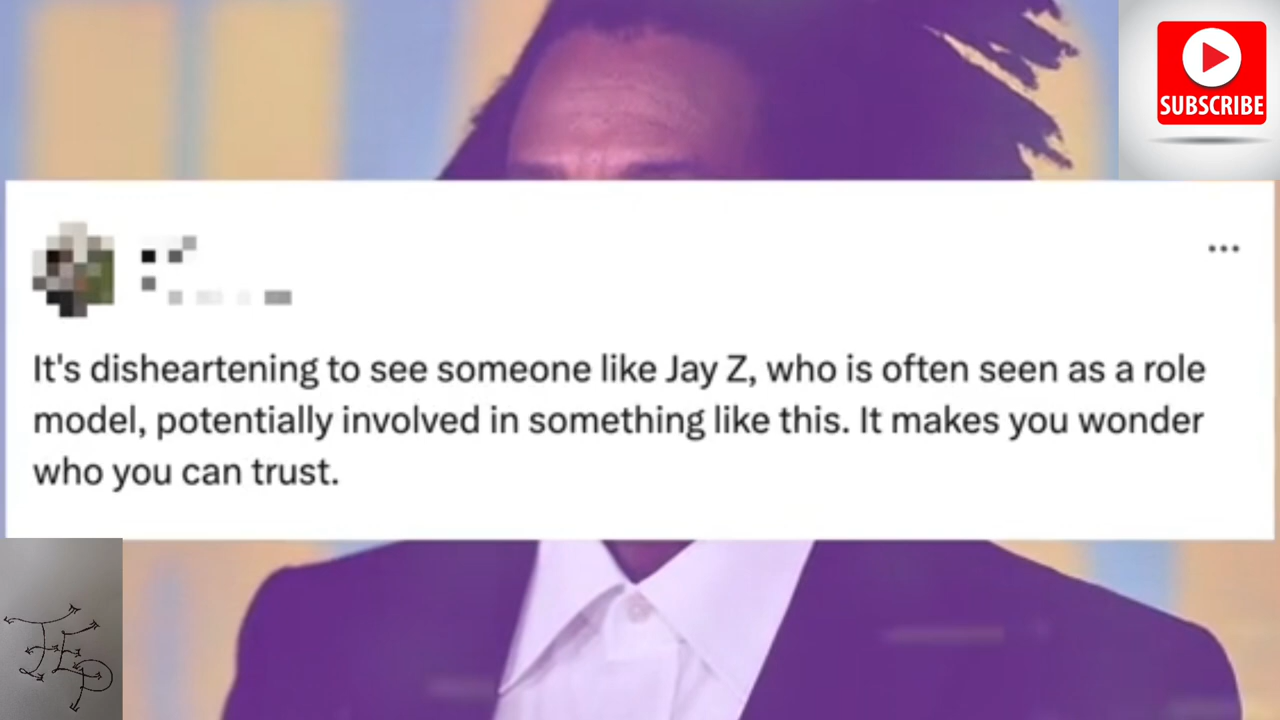 SUBSCRIBE
It's disheartening to see someone like Jay Z, who is often seen as a role
model, potentially involved in something like this. It makes you wonder
who you can trust.